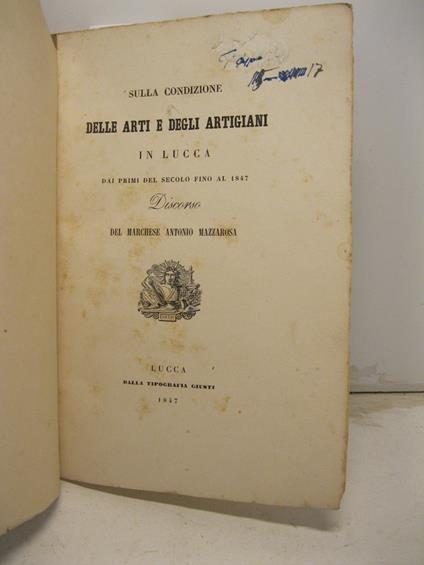 SULLA CONDIZIONE
DELLE ARTI E DEGLI ARTIGIANI
IN LUCCA
DAI PRIMI DEL SECOLO FINO AL 1847
Discorso
DEL MARCHESE ANTONIO MAZZAROSA
LUCCA
DALLA TIPOGRAFIA GIUSTI
1847